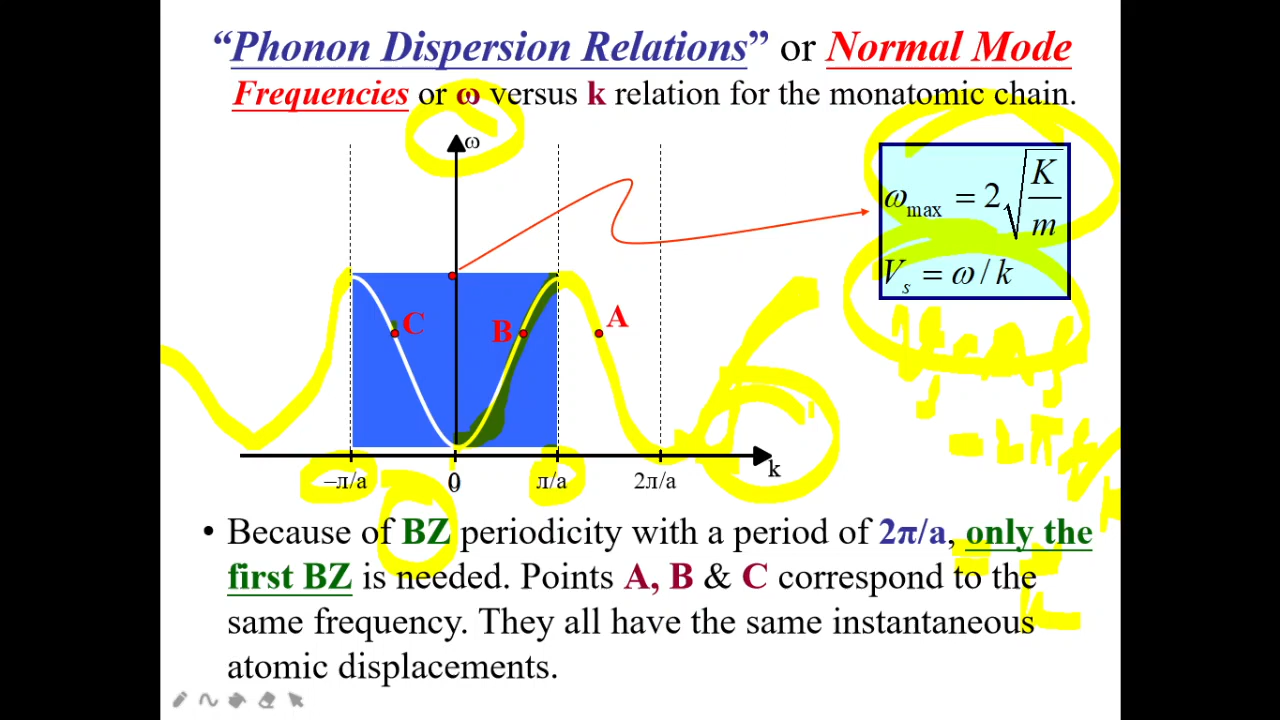 “Phonon Dispersion Relations” or Normal Mode
Frequencies or ω versus k relation for the monatomic chain.
ω
ω max = 2 √ K / m
V s = ω / k
C
B
A
k
–π/a
0
π/a
2π/a
• Because of BZ periodicity with a period of 2π/a, only the
first BZ is needed. Points A, B & C correspond to the
same frequency. They all have the same instantaneous
atomic displacements.